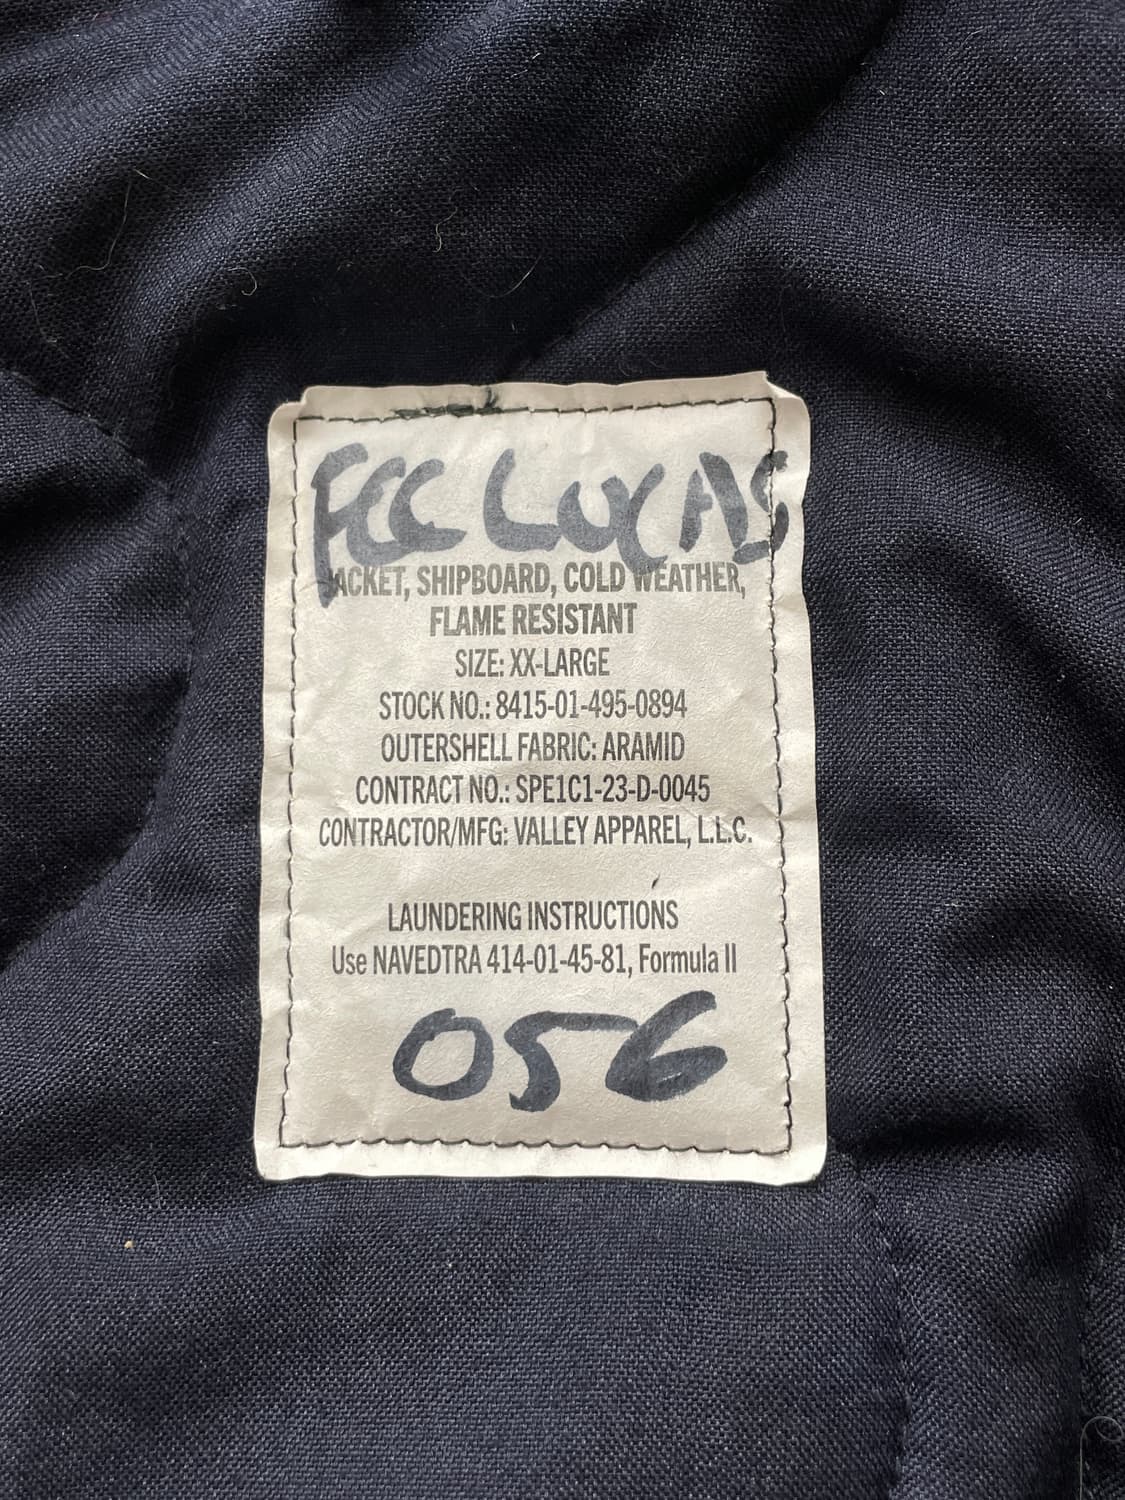 FCC LUCAS
JACKET, SHIPBOARD, COLD WEATHER,
FLAME RESISTANT
SIZE: XX-LARGE
STOCK NO.: 8415-01-495-0894
OUTERSHELL FABRIC: ARAMID
CONTRACT NO.: SPE1C1-23-D-0045
CONTRACTOR/MFG: VALLEY APPAREL, L.L.C.
LAUNDERING INSTRUCTIONS
Use NAVEDTRA 414-01-45-81, Formula II
056